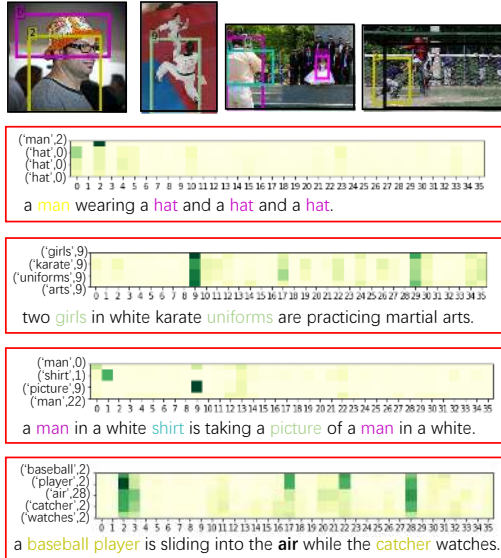 2
9
('man',2)
('hat',0)
('hat',0)
('hat',0)
0 1 2 3 4 5 6 7 8 9 10 11 12 13 14 15 16 17 18 19 20 21 22 23 24 25 26 27 28 29 30 31 32 33 34 35
a man wearing a hat and a hat and a hat.
('girls',9)
('karate',9)
('uniforms',9)
('arts',9)
0 1 2 3 4 5 6 7 8 9 10 11 12 13 14 15 16 17 18 19 20 21 22 23 24 25 26 27 28 29 30 31 32 33 34 35
two girls in white karate uniforms are practicing martial arts.
('man',0)
('shirt',1)
('picture',9)
('man',22)
0 1 2 3 4 5 6 7 8 9 10 11 12 13 14 15 16 17 18 19 20 21 22 23 24 25 26 27 28 29 30 31 32 33 34 35
a man in a white shirt is taking a picture of a man in a white.
('baseball',2)
('player',2)
('air',28)
('catcher',2)
('watches',2)
0 1 2 3 4 5 6 7 8 9 10 11 12 13 14 15 16 17 18 19 20 21 22 23 24 25 26 27 28 29 30 31 32 33 34 35
a baseball player is sliding into the air while the catcher watches.